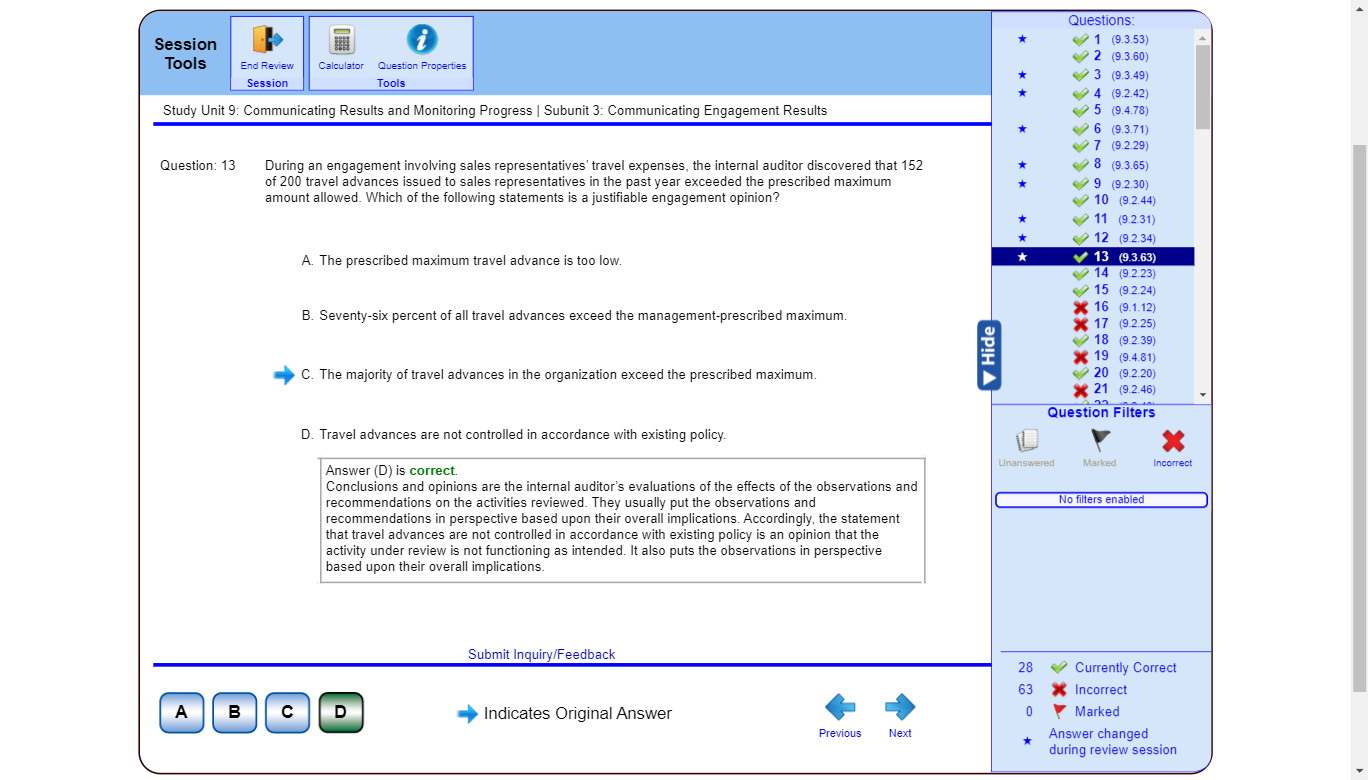 Session Tools
End Review
Session
Calculator
Question Properties
Tools
Study Unit 9: Communicating Results and Monitoring Progress | Subunit 3: Communicating Engagement Results
Question: 13
During an engagement involving sales representatives' travel expenses, the internal auditor discovered that 152
of 200 travel advances issued to sales representatives in the past year exceeded the prescribed maximum
amount allowed. Which of the following statements is a justifiable engagement opinion?
A. The prescribed maximum travel advance is too low.
B. Seventy-six percent of all travel advances exceed the management-prescribed maximum.
C. The majority of travel advances in the organization exceed the prescribed maximum.
D. Travel advances are not controlled in accordance with existing policy.
Answer (D) is correct.
Conclusions and opinions are the internal auditor's evaluations of the effects of the observations and
recommendations on the activities reviewed. They usually put the observations and
recommendations in perspective based upon their overall implications. Accordingly, the statement
that travel advances are not controlled in accordance with existing policy is an opinion that the
activity under review is not functioning as intended. It also puts the observations in perspective
based upon their overall implications.
Submit Inquiry/Feedback
A B C D
Indicates Original Answer
Previous
Next
Questions:
1 (9.3.53)
2 (9.3.60)
3 (9.3.49)
4 (9.2.42)
5 (9.4.78)
6 (9.3.71)
7 (9.2.29)
8 (9.3.65)
9 (9.2.30)
10 (9.2.44)
11 (9.2.31)
12 (9.2.34)
13 (9.3.63)
14 (9.2.23)
15 (9.2.24)
16 (9.1.12)
17 (9.2.25)
18 (9.2.39)
19 (9.4.81)
20 (9.2.20)
21 (9.2.46)
Hide
Question Filters
Unanswered
Marked
Incorrect
No filters enabled
28 Currently Correct
63 Incorrect
0 Marked
Answer changed
during review session